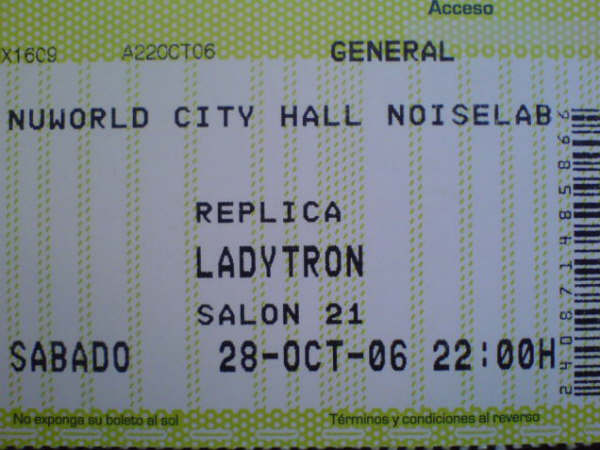 Acceso
X16C9 A22OCT06 GENERAL
NUWORLD CITY HALL NOISELAB
REPLICA
LADYTRON
SALON 21
SABADO 28-OCT-06 22:00H
No exponga su boleto al sol Términos y condiciones al reverso